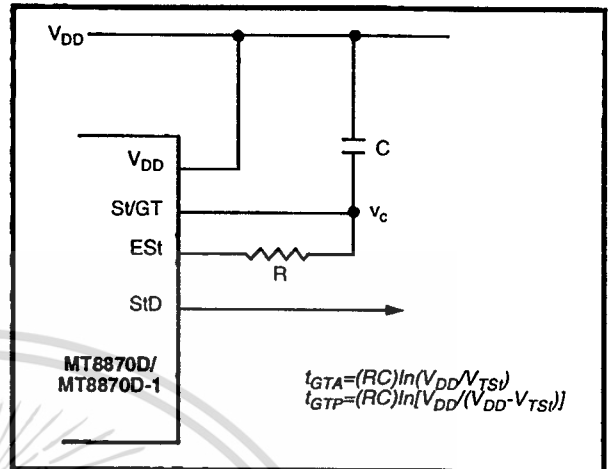 VDD
VDD
C
St/GT
vc
ESt
R
StD
MT8870D/
MT8870D-1
tGTA=(RC)ln(VDD/VTSt)
tGTP=(RC)ln[VDD/(VDD-VTSt)]